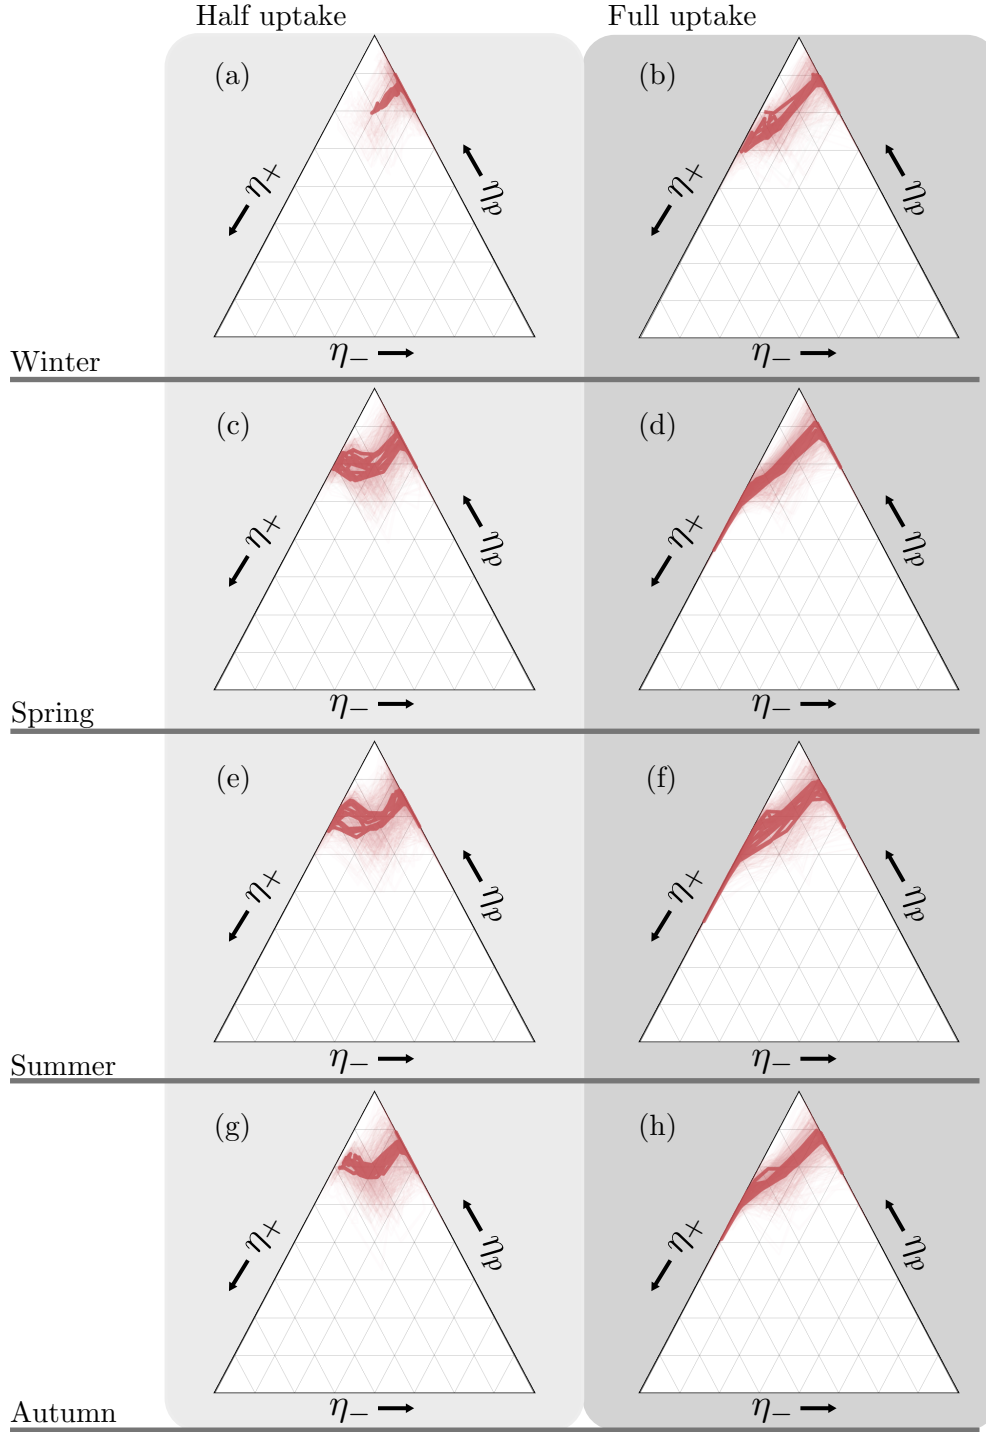 Half uptake Full uptake
(a) (b)
η+ ηp η+ ηp
η− η−
Winter
(c) (d)
η+ ηp η+ ηp
η− η−
Spring
(e) (f)
η+ ηp η+ ηp
η− η−
Summer
(g) (h)
η+ ηp η+ ηp
η− η−
Autumn